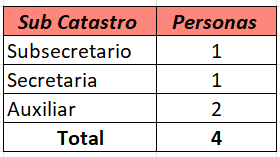 Sub Catastro Personas
Subsecretario 1
Secretaria 1
Auxiliar 2
Total 4